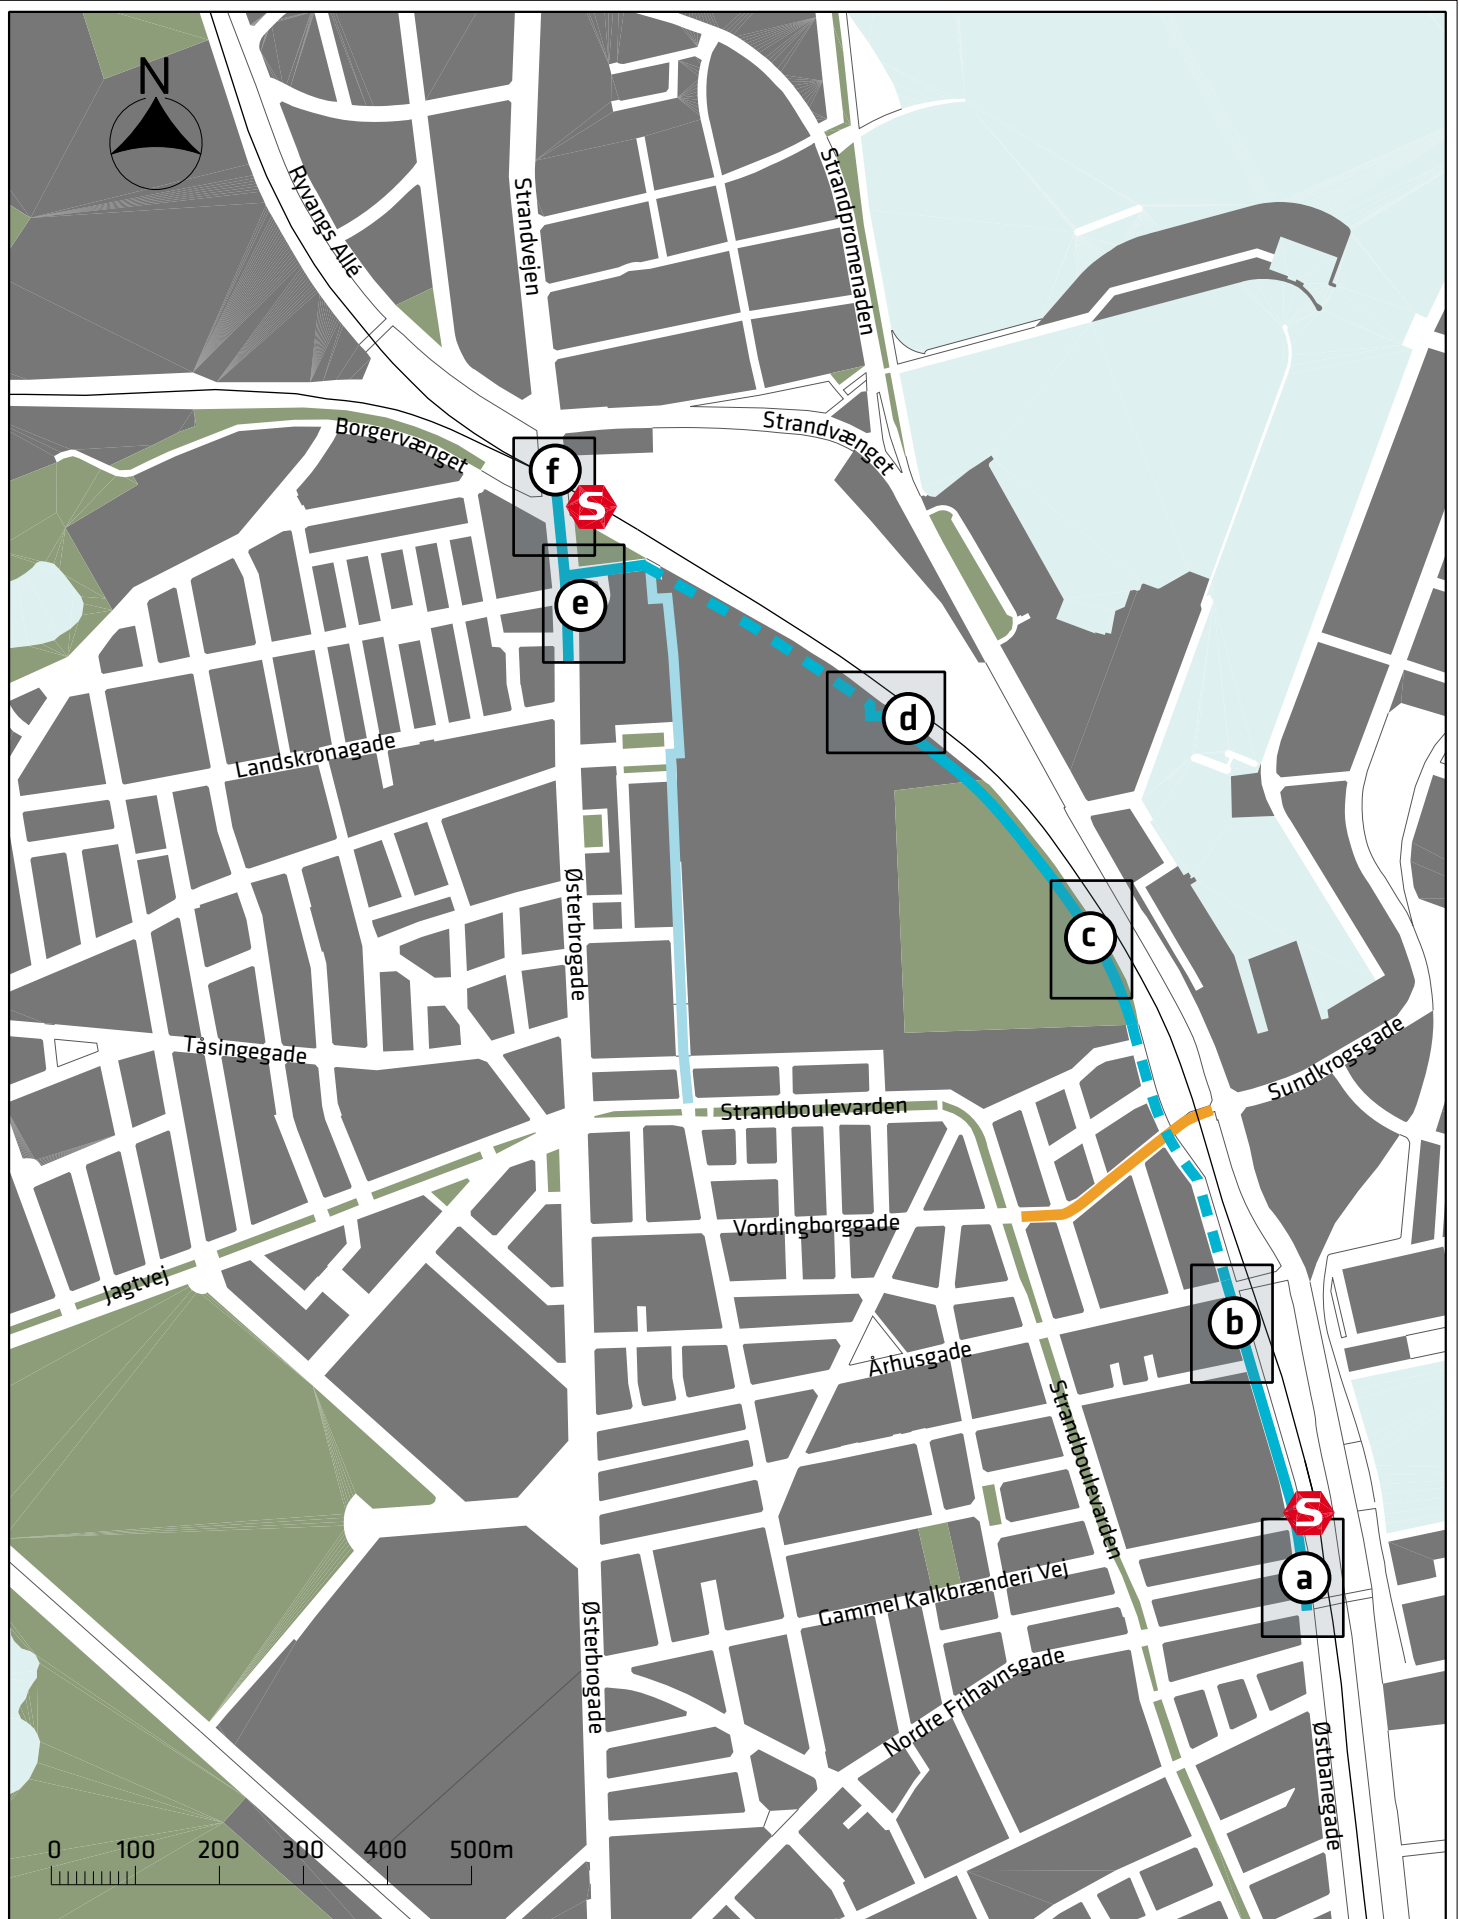 N
Ryvangs Allé
Strandvejen
Strandpromenaden
Borgervænget
Strandvænget
f
S
e
d
Landskronagade
Østerbrogade
c
Tåsingegade
Sundkrogsgade
Strandboulevarden
Vordingborggade
Jagtvej
b
Århusgade
Strandboulevarden
S
a
Gammel Kalkbrænderi Vej
Østerbrogade
Nordre Frihavnsgade
Østbanegade
0 100 200 300 400 500m